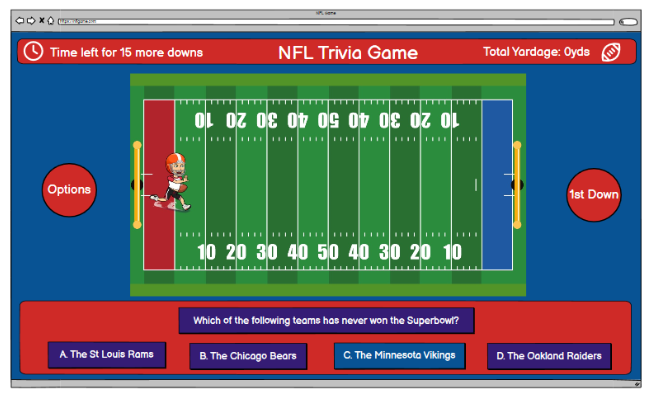 NFL Game
https://nflgame.com
Time left for 15 more downs
NFL Trivia Game
Total Yardage: 0yds
10 20 30 40 50 40 30 20 10
Options
1st Down
10 20 30 40 50 40 30 20 10
Which of the following teams has never won the Superbowl?
A. The St Louis Rams
B. The Chicago Bears
C. The Minnesota Vikings
D. The Oakland Raiders